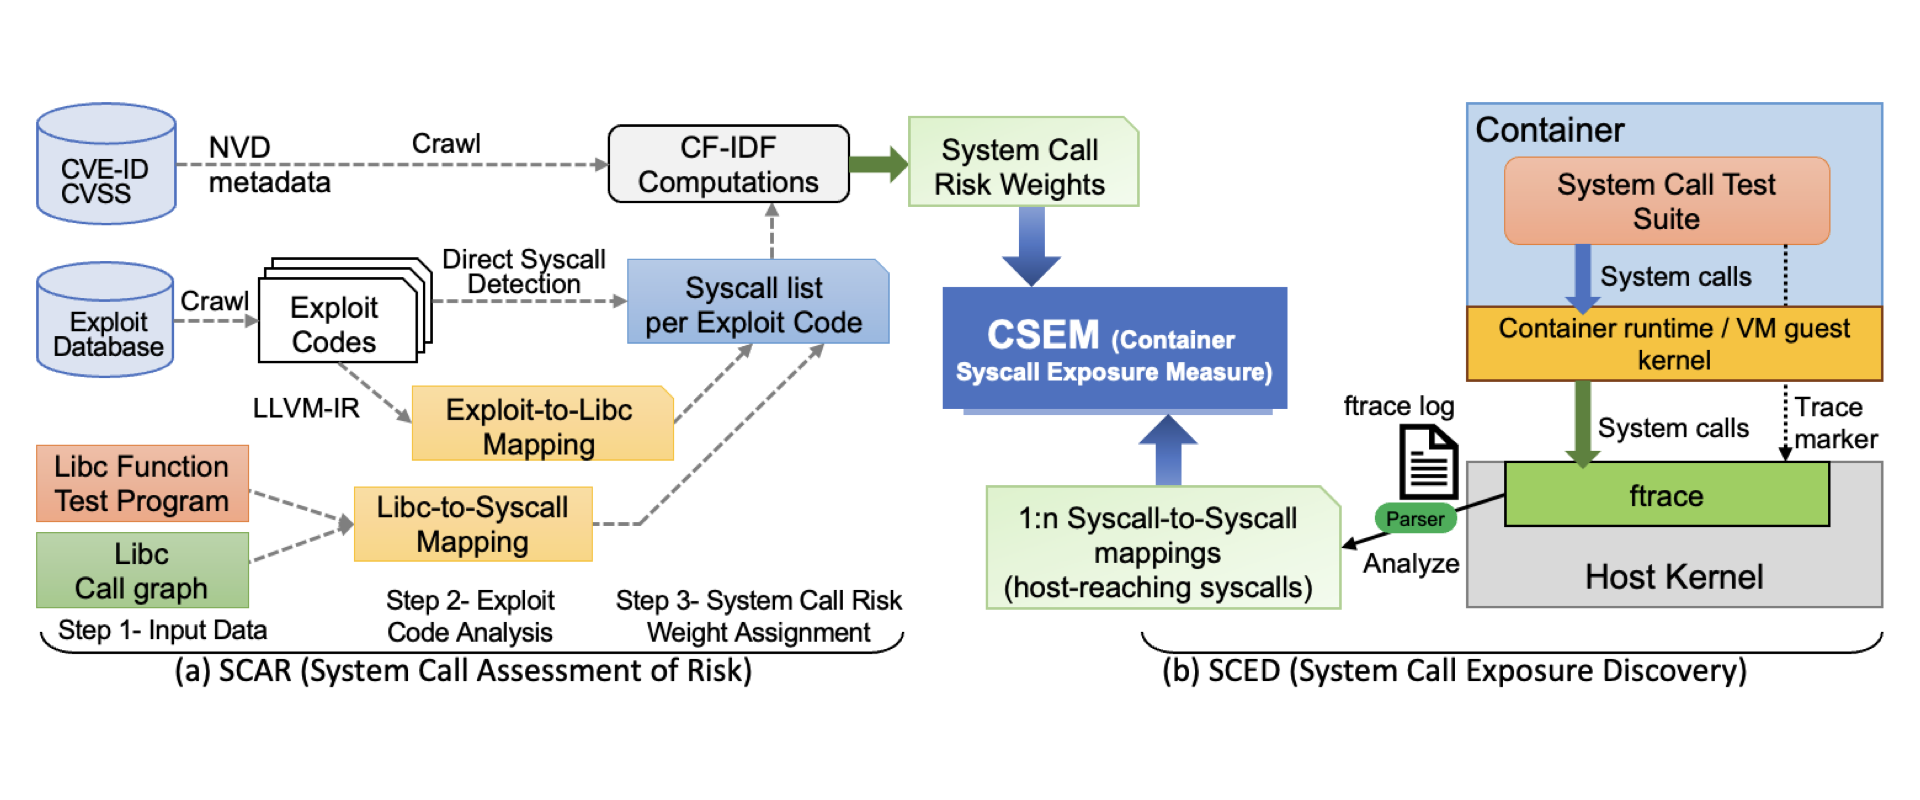 CVE-ID
CVSS
NVD
metadata
Crawl
CF-IDF
Computations
System Call
Risk Weights
Exploit
Database
Crawl
Exploit
Codes
Direct Syscall
Detection
Syscall list
per Exploit Code
LLVM-IR
Exploit-to-Libc
Mapping
Libc Function
Test Program
Libc
Call graph
Libc-to-Syscall
Mapping
Step 1- Input Data
Step 2- Exploit
Code Analysis
Step 3- System Call Risk
Weight Assignment
(a) SCAR (System Call Assessment of Risk)
CSEM (Container
Syscall Exposure Measure)
1:n Syscall-to-Syscall
mappings
(host-reaching syscalls)
Container
System Call Test
Suite
System calls
Container runtime / VM guest
kernel
System calls
Trace
marker
ftrace log
Parser
Analyze
ftrace
Host Kernel
(b) SCED (System Call Exposure Discovery)